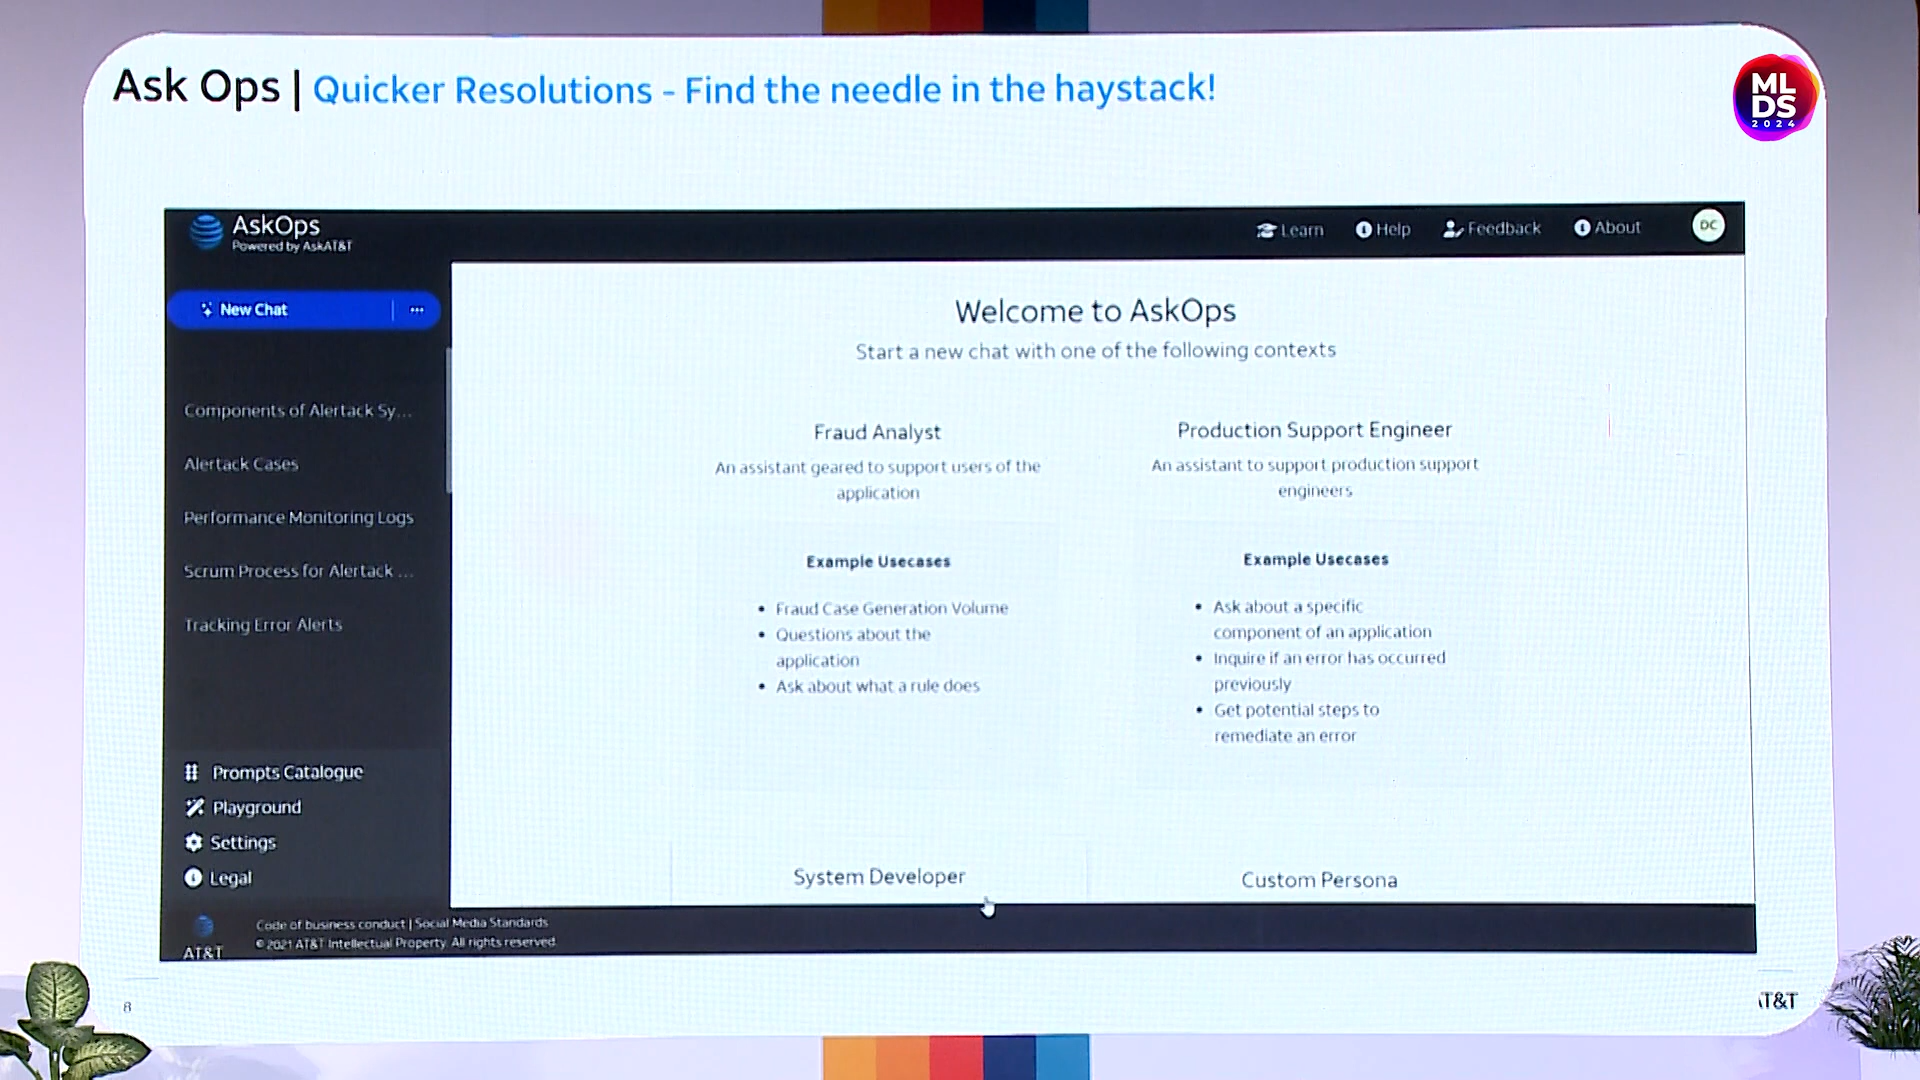 Ask Ops | Quicker Resolutions - Find the needle in the haystack!
ML
DS
2024
AskOps
Powered by AskAT&T
Learn
Help
Feedback
About
DC
New Chat
Components of Alertack Sy...
Alertack Cases
Performance Monitoring Logs
Scrum Process for Alertack ...
Tracking Error Alerts
Prompts Catalogue
Playground
Settings
Legal
Welcome to AskOps
Start a new chat with one of the following contexts
Fraud Analyst
An assistant geared to support users of the
application
Example Usecases
• Fraud Case Generation Volume
• Questions about the
application
• Ask about what a rule does
Production Support Engineer
An assistant to support production support
engineers
Example Usecases
• Ask about a specific
component of an application
• Inquire if an error has occurred
previously
• Get potential steps to
remediate an error
System Developer
Custom Persona
AT&T
Code of business conduct | Social Media Standards
© 2021 AT&T Intellectual Property. All rights reserved.
8
AT&T